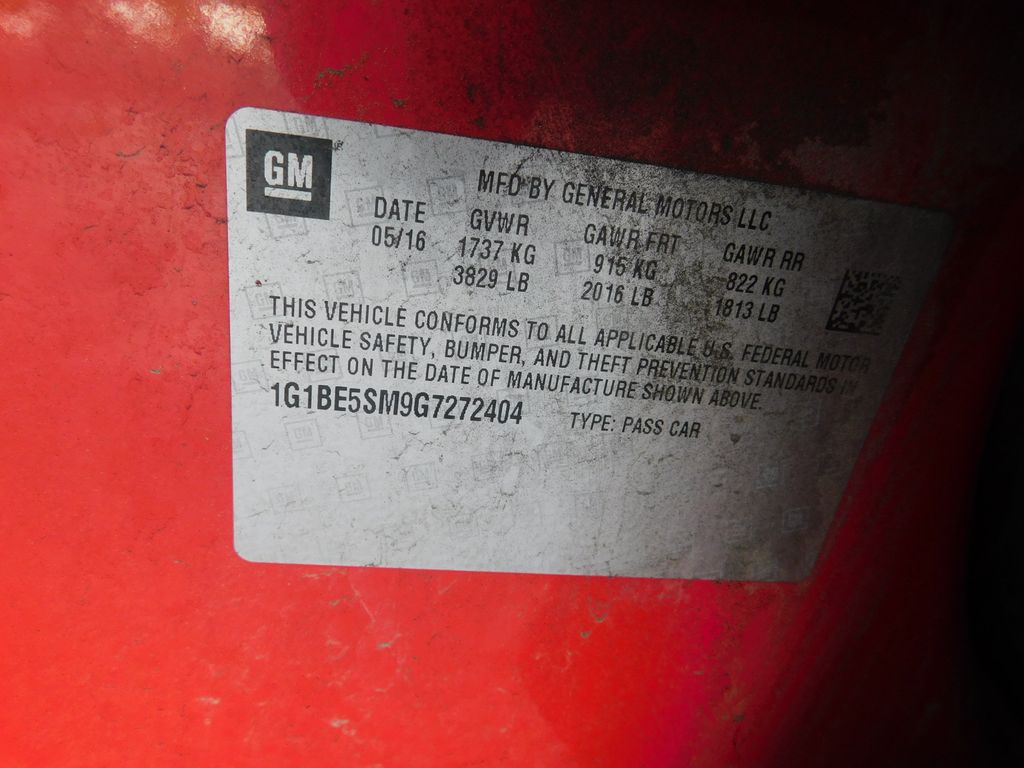 GM
MFD BY GENERAL MOTORS LLC
DATE GVWR GAWR FRT GAWR RR
05/16 1737 KG 915 KG 822 KG
3829 LB 2016 LB 1813 LB
THIS VEHICLE CONFORMS TO ALL APPLICABLE U.S. FEDERAL MOTOR
VEHICLE SAFETY, BUMPER, AND THEFT PREVENTION STANDARDS IN
EFFECT ON THE DATE OF MANUFACTURE SHOWN ABOVE.
1G1BE5SM9G7272404 TYPE: PASS CAR